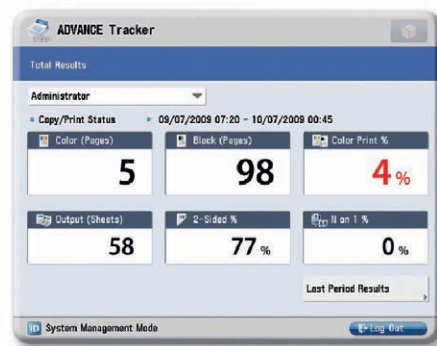 ADVANCE Tracker
Total Results
Administrator
Copy/Print Status 09/07/2009 07:20 - 10/07/2009 00:45
Color (Pages) Black (Pages) Color Print %
5 98 4 %
Output (Sheets) 2-Sided % N on 1 %
58 77 % 0 %
Last Period Results
ID System Management Mode Log Out